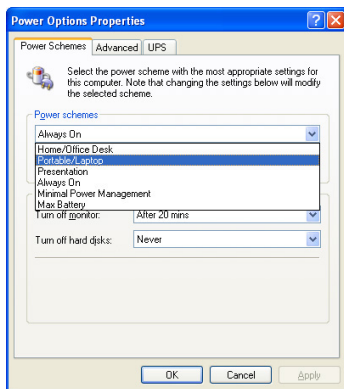 Power Options Properties
Power Schemes Advanced UPS
Select the power scheme with the most appropriate settings for
this computer. Note that changing the settings below will modify
the selected scheme.
Power schemes
Always On
Home/Office Desk
Portable/Laptop
Presentation
Always On
Minimal Power Management
Max Battery
Turn off monitor: After 20 mins
Turn off hard disks: Never
OK Cancel Apply